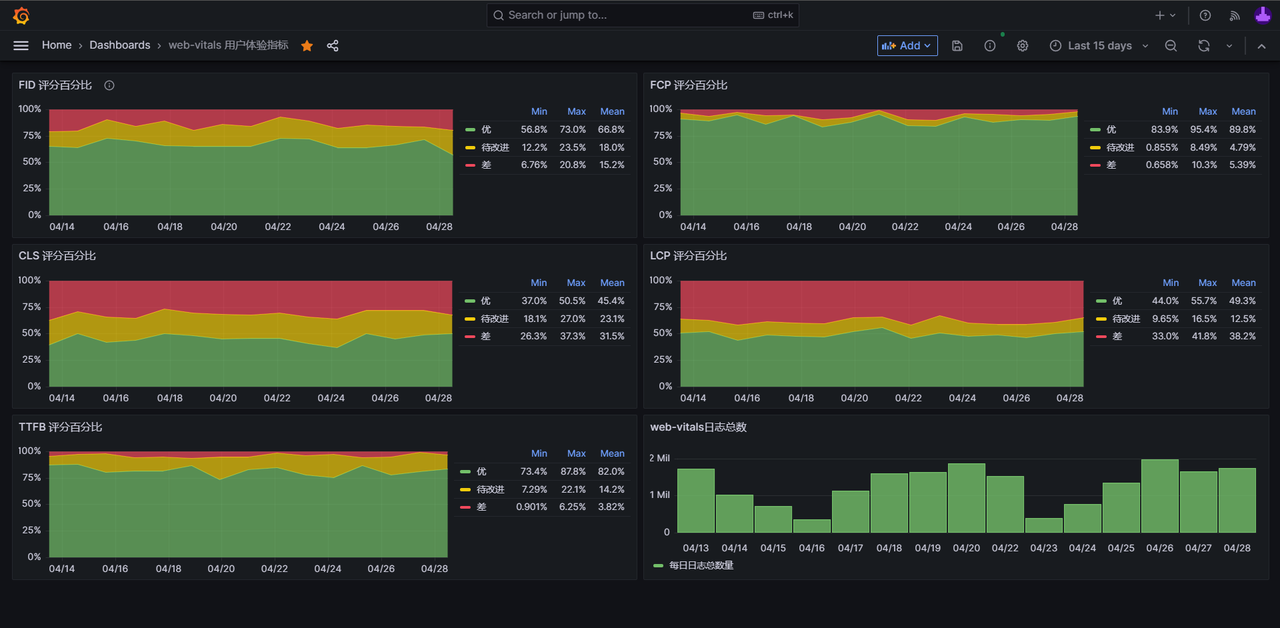 Search or jump to...
ctrl+k
Home › Dashboards › web-vitals 用户体验指标
Add
Last 15 days
FID 评分百分比
100%
75%
50%
25%
0%
04/14 04/16 04/18 04/20 04/22 04/24 04/26 04/28
Min Max Mean
优 56.8% 73.0% 66.8%
待改进 12.2% 23.5% 18.0%
差 6.76% 20.8% 15.2%
FCP 评分百分比
100%
75%
50%
25%
0%
04/14 04/16 04/18 04/20 04/22 04/24 04/26 04/28
Min Max Mean
优 83.9% 95.4% 89.8%
待改进 0.855% 8.49% 4.79%
差 0.658% 10.3% 5.39%
CLS 评分百分比
100%
75%
50%
25%
0%
04/14 04/16 04/18 04/20 04/22 04/24 04/26 04/28
Min Max Mean
优 37.0% 50.5% 45.4%
待改进 18.1% 27.0% 23.1%
差 26.3% 37.3% 31.5%
LCP 评分百分比
100%
75%
50%
25%
0%
04/14 04/16 04/18 04/20 04/22 04/24 04/26 04/28
Min Max Mean
优 44.0% 55.7% 49.3%
待改进 9.65% 16.5% 12.5%
差 33.0% 41.8% 38.2%
TTFB 评分百分比
100%
75%
50%
25%
0%
04/14 04/16 04/18 04/20 04/22 04/24 04/26 04/28
Min Max Mean
优 73.4% 87.8% 82.0%
待改进 7.29% 22.1% 14.2%
差 0.901% 6.25% 3.82%
web-vitals日志总数
2 Mil
1 Mil
0
04/13 04/14 04/15 04/16 04/17 04/18 04/19 04/20 04/22 04/23 04/24 04/25 04/26 04/27 04/28
每日日志总数量